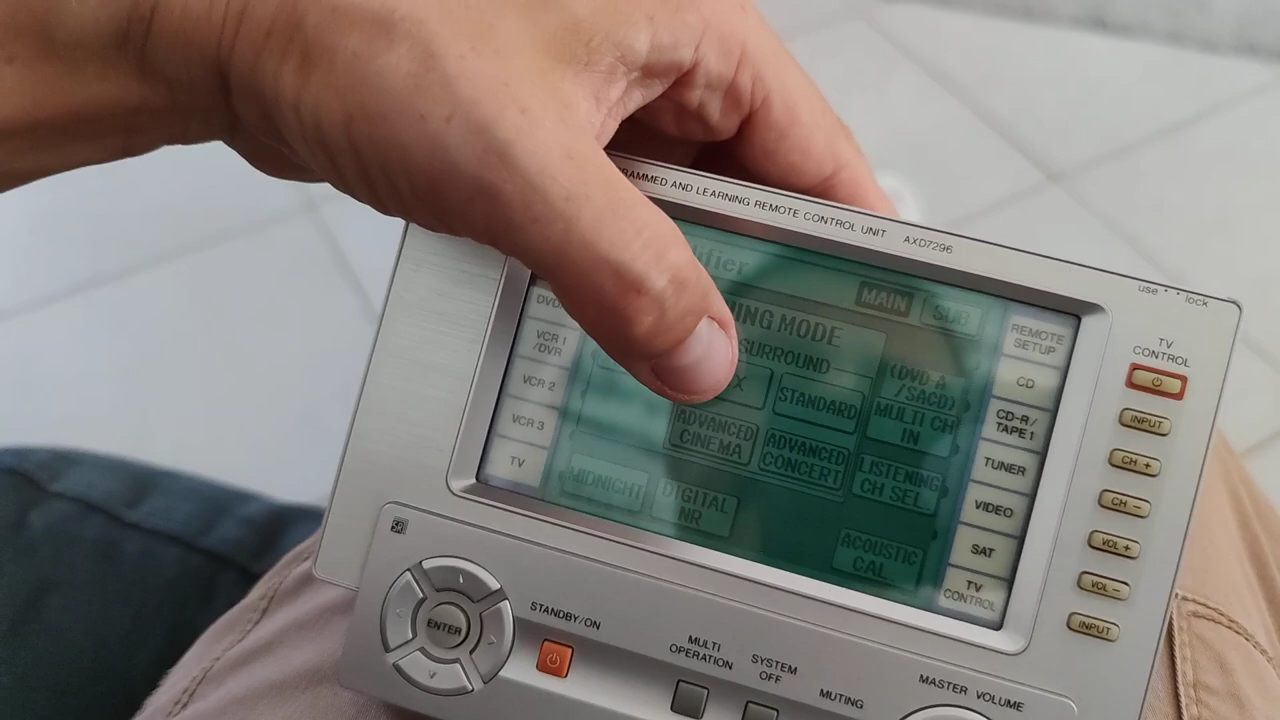 RAMMED AND LEARNING REMOTE CONTROL UNIT AXD7296
use lock
ifier
MAIN
SUB
NING MODE
SURROUND
X
STANDARD
ADVANCED
CINEMA
ADVANCED
CONCERT
(DVD-A
/SACD)
MULTI CH
IN
LISTENING
CH SEL.
MIDNIGHT
DIGITAL
NR
ACOUSTIC
CAL.
DVD
VCR 1
/DVR
VCR 2
VCR 3
TV
REMOTE
SETUP
CD
CD-R/
TAPE1
TUNER
VIDEO
SAT
TV
CONTROL
TV
CONTROL
INPUT
CH +
CH –
VOL +
VOL –
INPUT
SR
ENTER
STANDBY/ON
MULTI
OPERATION
SYSTEM
OFF
MUTING
MASTER VOLUME